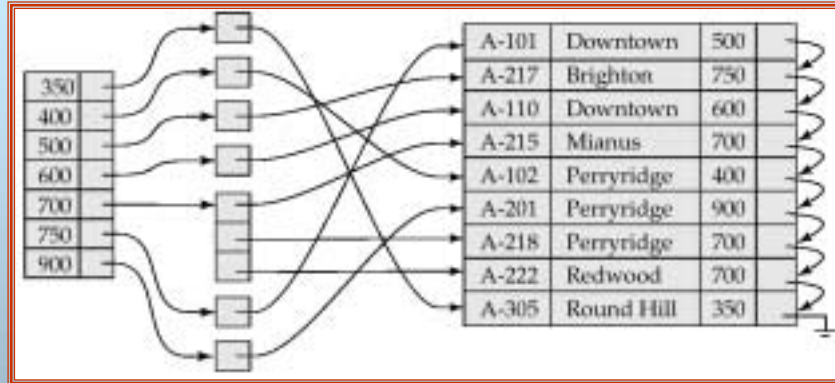 350
400
500
600
700
750
900
A-101 Downtown 500
A-217 Brighton 750
A-110 Downtown 600
A-215 Mianus 700
A-102 Perryridge 400
A-201 Perryridge 900
A-218 Perryridge 700
A-222 Redwood 700
A-305 Round Hill 350